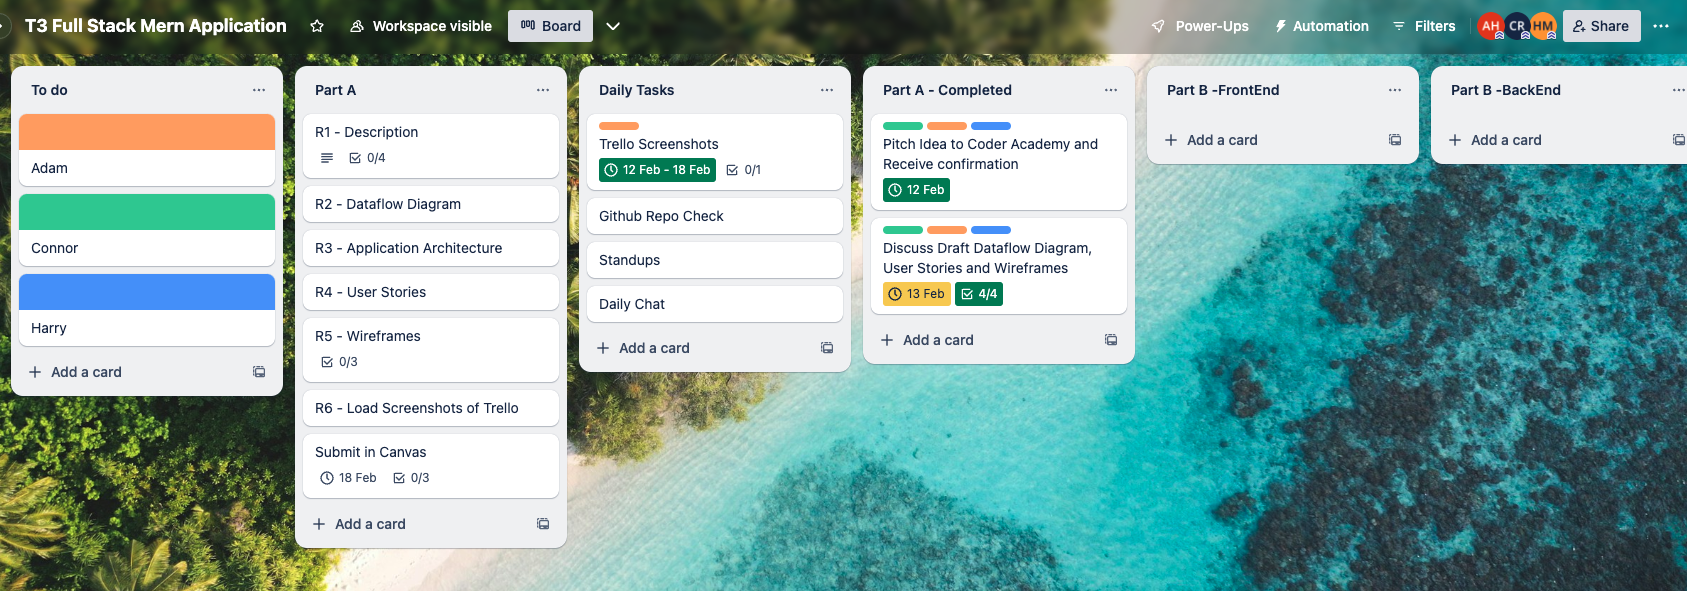 T3 Full Stack Mern Application
Workspace visible
Board
Power-Ups
Automation
Filters
AH
CR
HM
Share
To do
Adam
Connor
Harry
Add a card
Part A
R1 - Description
0/4
R2 - Dataflow Diagram
R3 - Application Architecture
R4 - User Stories
R5 - Wireframes
0/3
R6 - Load Screenshots of Trello
Submit in Canvas
18 Feb
0/3
Add a card
Daily Tasks
Trello Screenshots
12 Feb - 18 Feb
0/1
Github Repo Check
Standups
Daily Chat
Add a card
Part A - Completed
Pitch Idea to Coder Academy and
Receive confirmation
12 Feb
Discuss Draft Dataflow Diagram,
User Stories and Wireframes
13 Feb
4/4
Add a card
Part B -FrontEnd
Add a card
Part B -BackEnd
Add a card